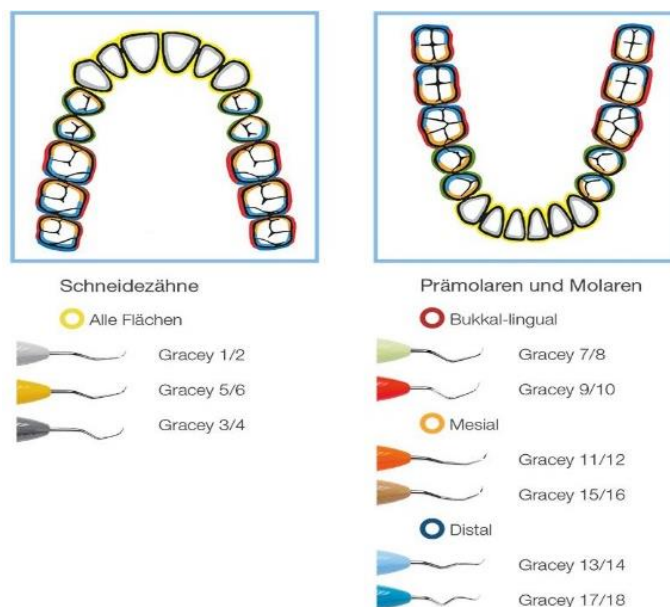 Schneidezähne
Alle Flächen
Gracey 1/2
Gracey 5/6
Gracey 3/4
Prämolaren und Molaren
Bukkal-lingual
Gracey 7/8
Gracey 9/10
Mesial
Gracey 11/12
Gracey 15/16
Distal
Gracey 13/14
Gracey 17/18